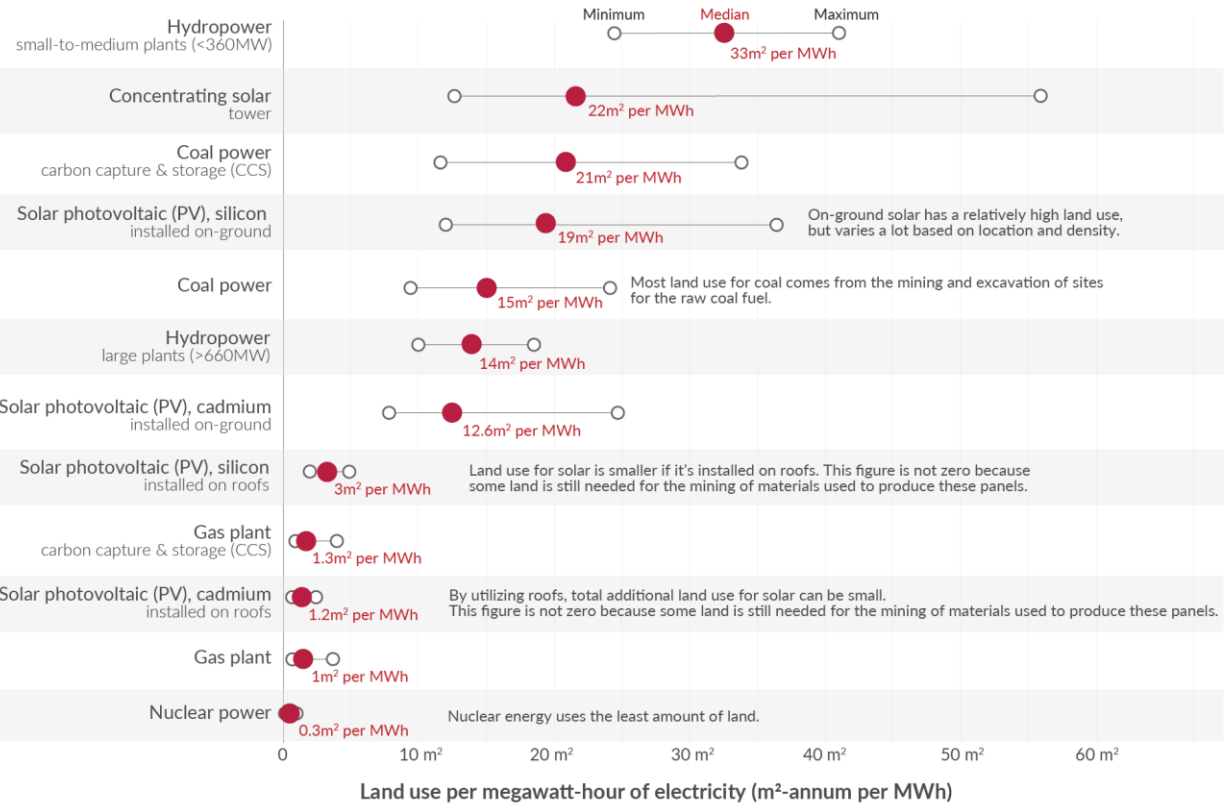 Minimum Median Maximum
Hydropower
small-to-medium plants (<360MW)
33m² per MWh
Concentrating solar
tower
22m² per MWh
Coal power
carbon capture & storage (CCS)
21m² per MWh
Solar photovoltaic (PV), silicon
installed on-ground
19m² per MWh
On-ground solar has a relatively high land use,
but varies a lot based on location and density.
Coal power
15m² per MWh
Most land use for coal comes from the mining and excavation of sites
for the raw coal fuel.
Hydropower
large plants (>660MW)
14m² per MWh
Solar photovoltaic (PV), cadmium
installed on-ground
12.6m² per MWh
Solar photovoltaic (PV), silicon
installed on roofs
3m² per MWh
Land use for solar is smaller if it's installed on roofs. This figure is not zero because
some land is still needed for the mining of materials used to produce these panels.
Gas plant
carbon capture & storage (CCS)
1.3m² per MWh
Solar photovoltaic (PV), cadmium
installed on roofs
1.2m² per MWh
By utilizing roofs, total additional land use for solar can be small.
This figure is not zero because some land is still needed for the mining of materials used to produce these panels.
Gas plant
1m² per MWh
Nuclear power
0.3m² per MWh
Nuclear energy uses the least amount of land.
0 10 m² 20 m² 30 m² 40 m² 50 m² 60 m²
Land use per megawatt-hour of electricity (m²-annum per MWh)